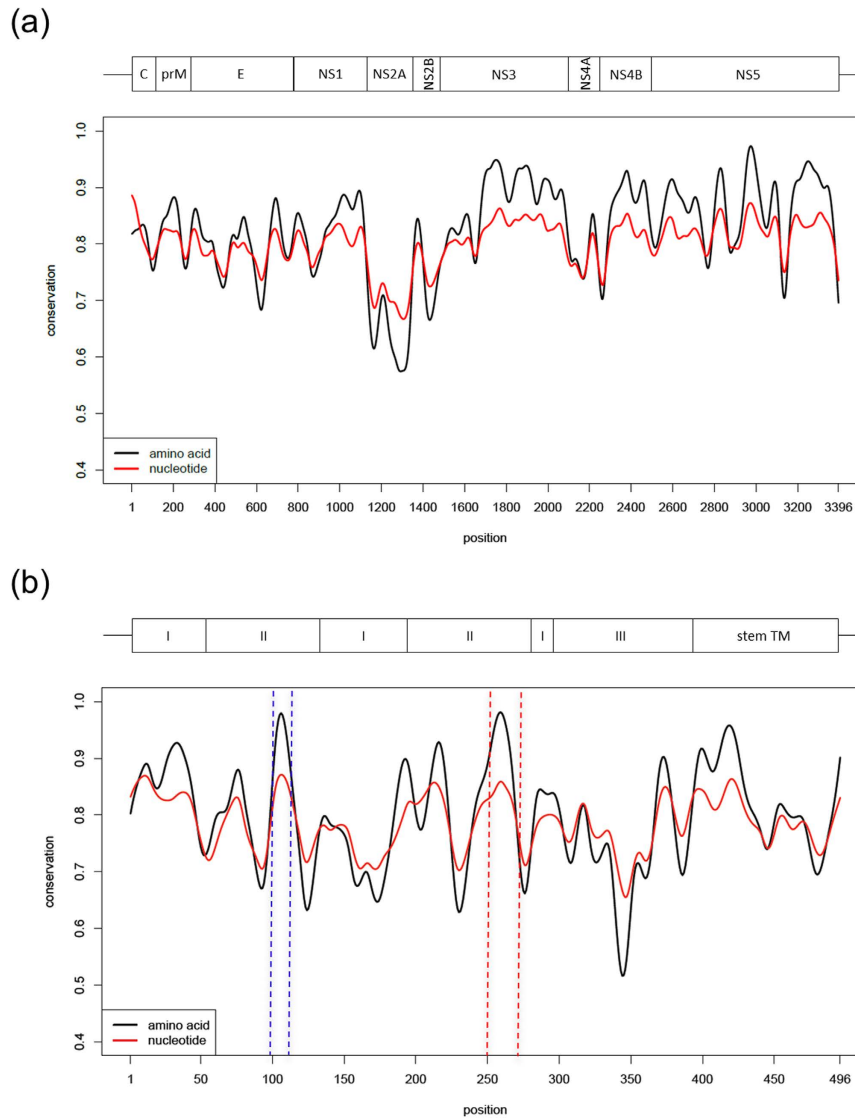 (a)
C prM E NS1 NS2A NS2B NS3 NS4A NS4B NS5
1.0
0.9
0.8
0.7
0.6
0.5
0.4
conservation
amino acid
nucleotide
1 200 400 600 800 1000 1200 1400 1600 1800 2000 2200 2400 2600 2800 3000 3200 3396
position
(b)
I II I II I III stem TM
1.0
0.9
0.8
0.7
0.6
0.5
0.4
conservation
amino acid
nucleotide
1 50 100 150 200 250 300 350 400 450 496
position